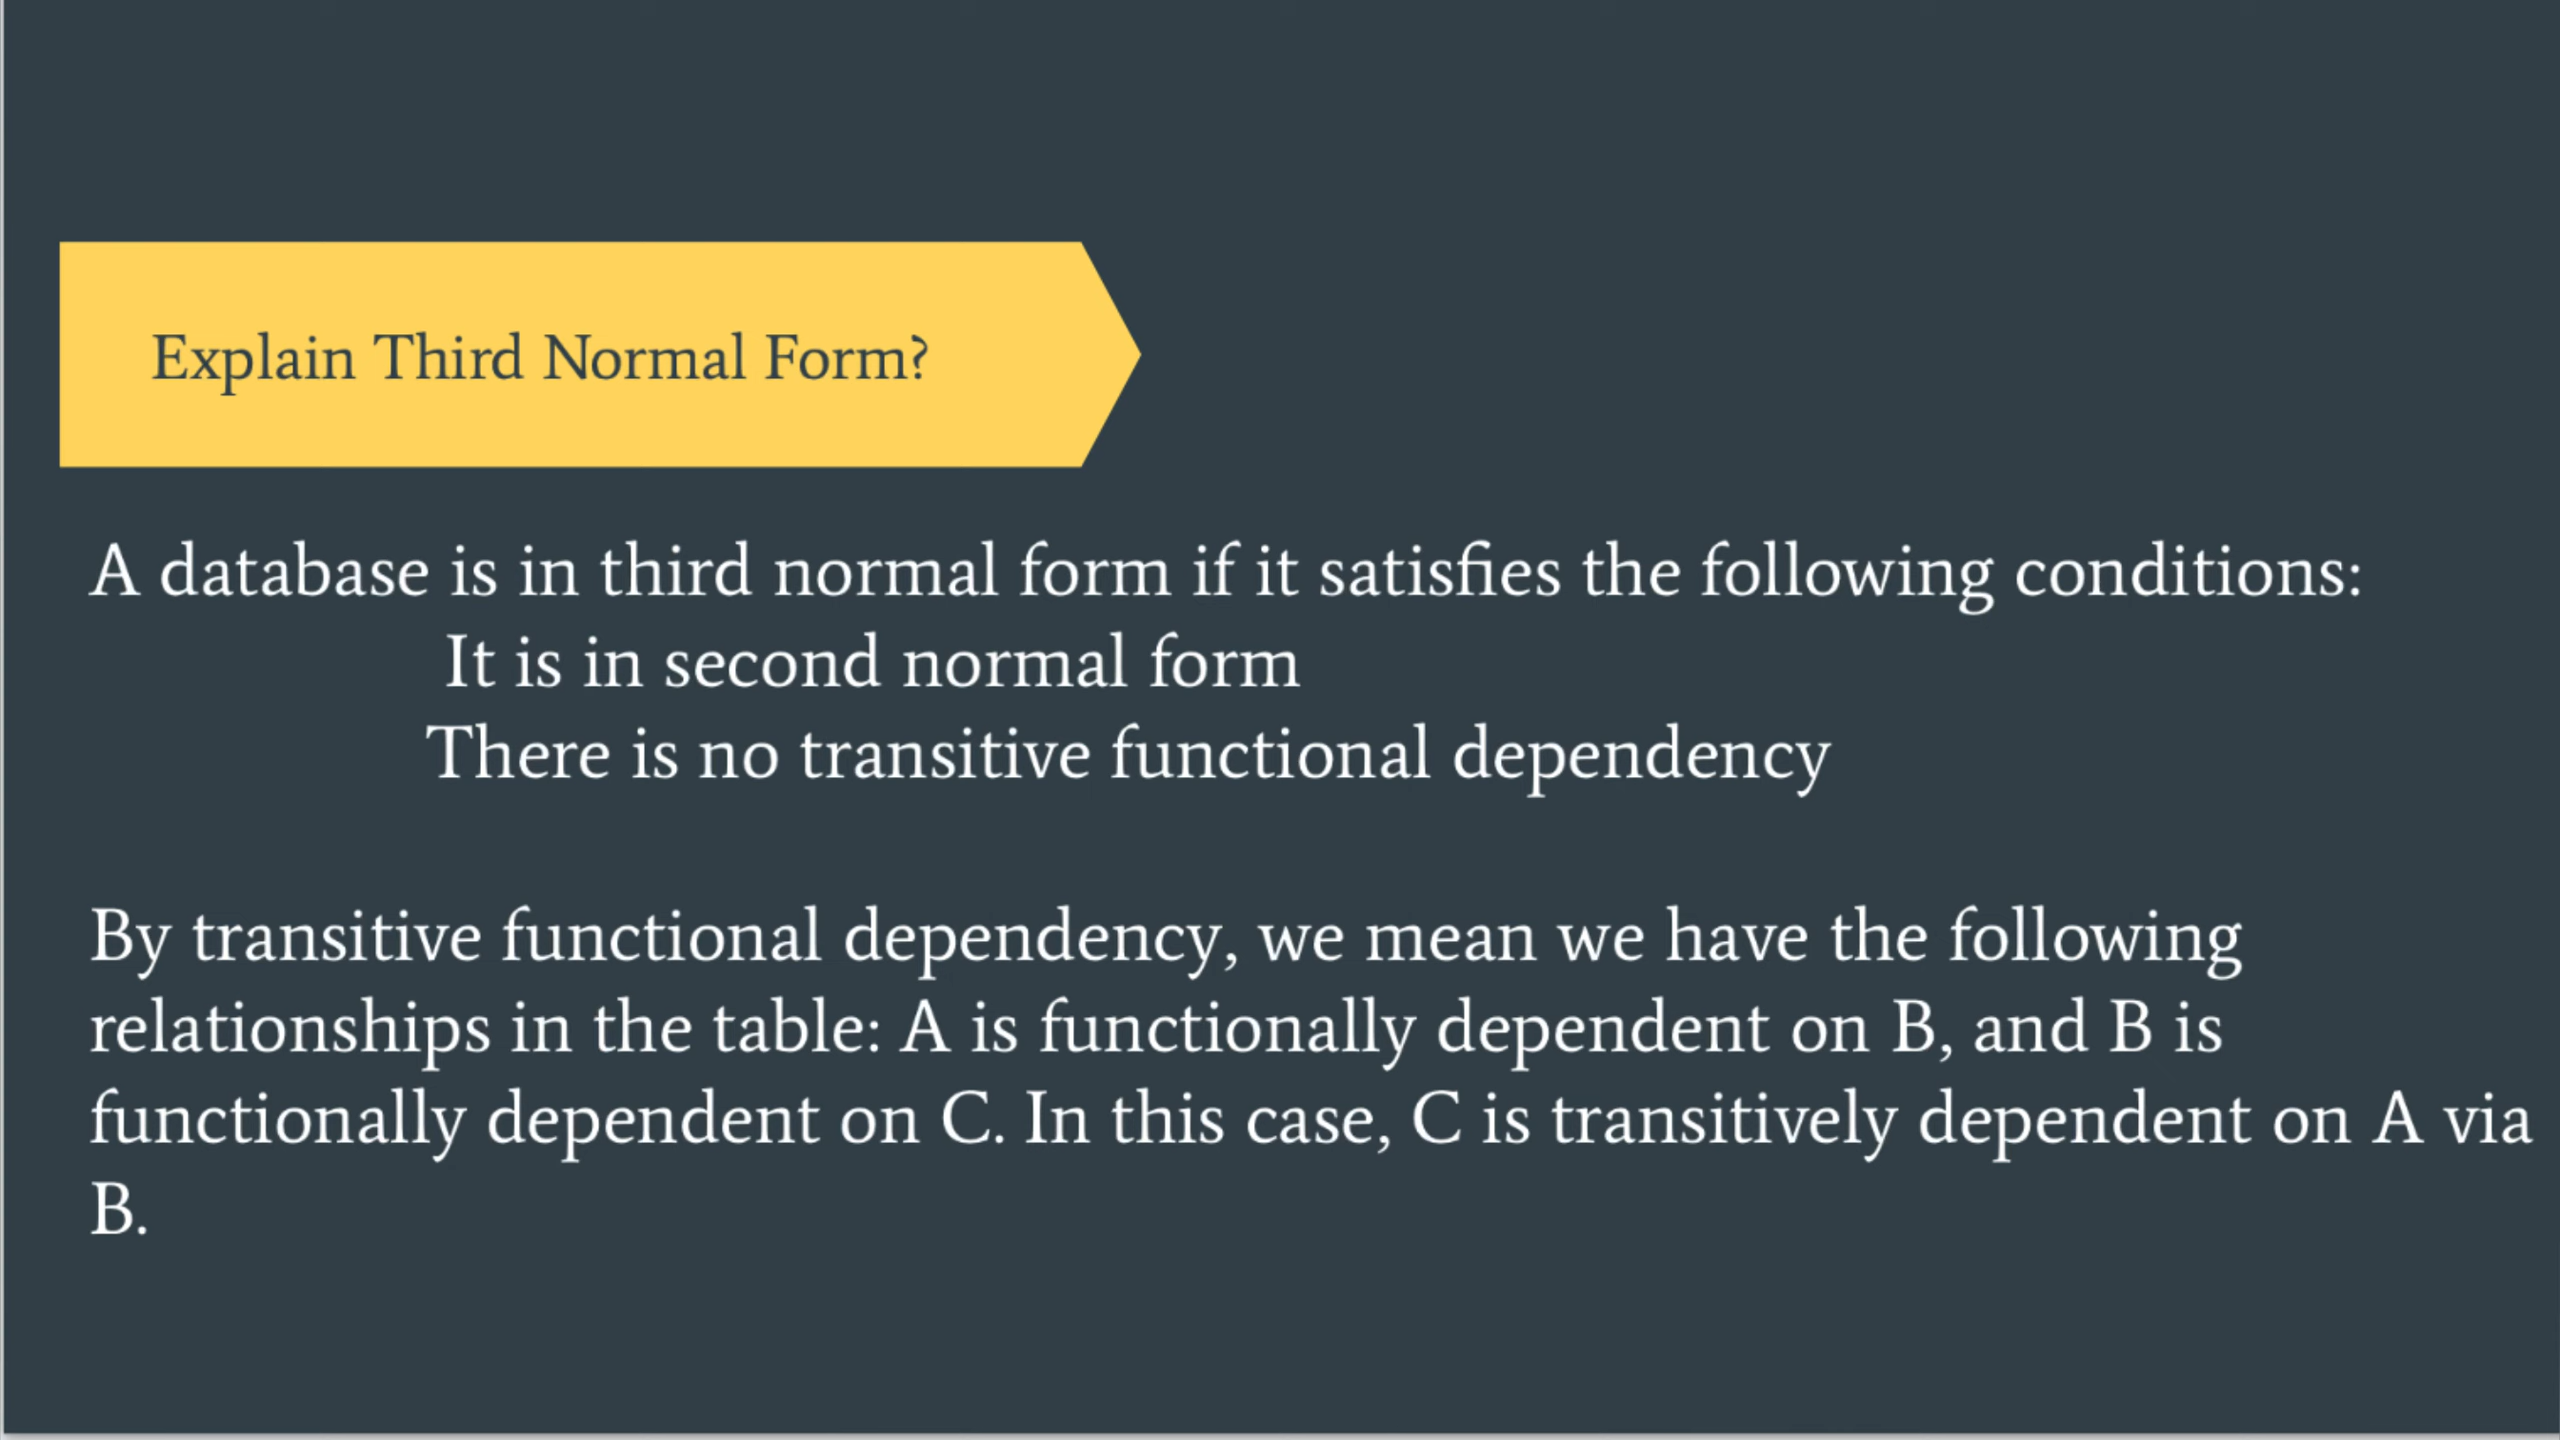 Explain Third Normal Form?
A database is in third normal form if it satisfies the following conditions:
It is in second normal form
There is no transitive functional dependency
By transitive functional dependency, we mean we have the following
relationships in the table: A is functionally dependent on B, and B is
functionally dependent on C. In this case, C is transitively dependent on A via
B.